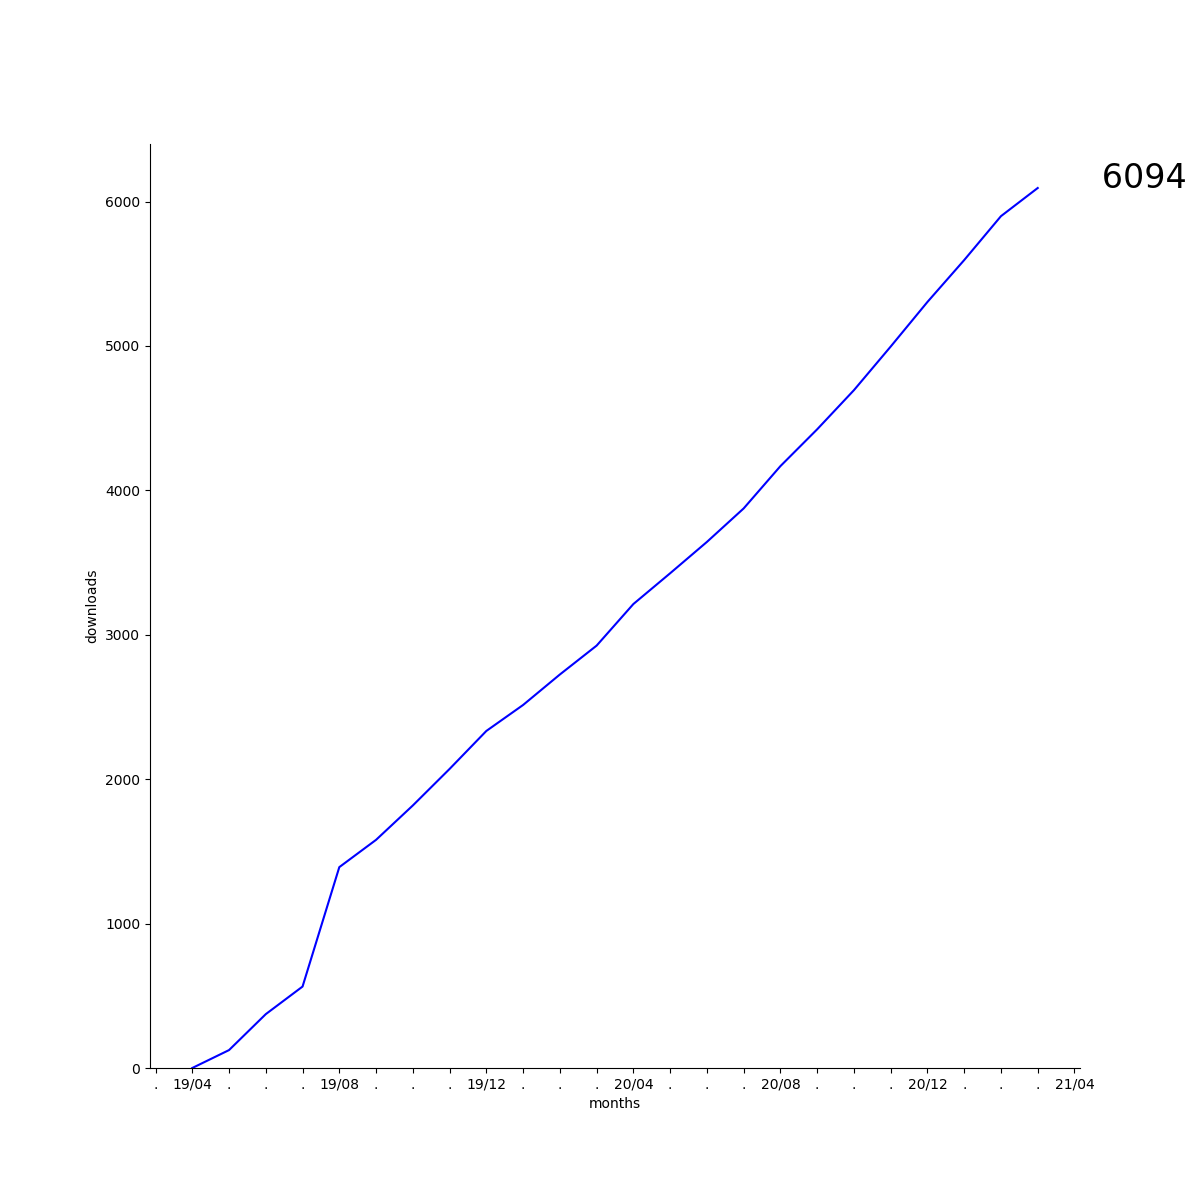 6094
6000
5000
4000
3000
2000
1000
0
downloads
. 19/04 . . . 19/08 . . . 19/12 . . . 20/04 . . . 20/08 . . . 20/12 . . . 21/04
months